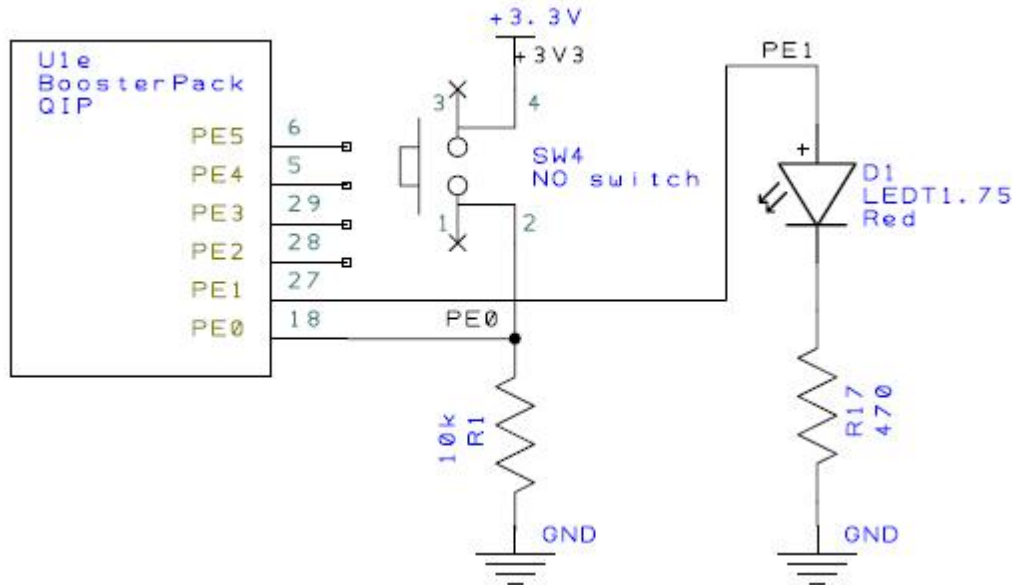 +3.3V
+3V3
U1e
BoosterPack
QIP
PE5
6
PE4
5
PE3
29
PE2
28
PE1
27
PE0
18
3
4
SW4
NO switch
1
2
PE0
10k
R1
GND
PE1
+
D1
LEDT1.75
Red
R17
470
GND